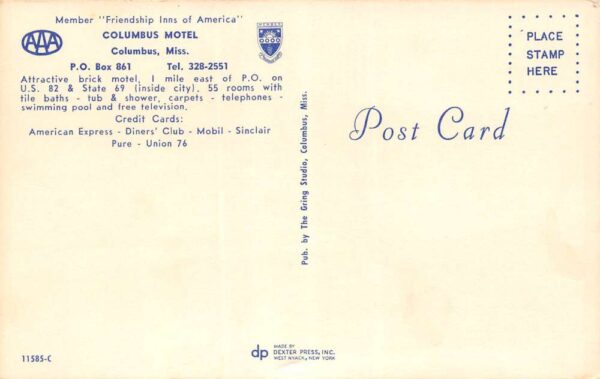 Member "Friendship Inns of America"
AAA
COLUMBUS MOTEL
Columbus, Miss.
P.O. Box 861 Tel. 328-2551
Attractive brick motel, 1 mile east of P.O. on
U.S. 82 & State 69 (inside city). 55 rooms with
tile baths - tub & shower, carpets - telephones -
swimming pool and free television.
Credit Cards:
American Express - Diners' Club - Mobil - Sinclair
Pure - Union 76
MEMBER
PLACE
STAMP
HERE
Post Card
Pub. by The Gring Studio, Columbus, Miss.
11585-C
dp MADE BY
DEXTER PRESS, INC.
WEST NYACK, NEW YORK